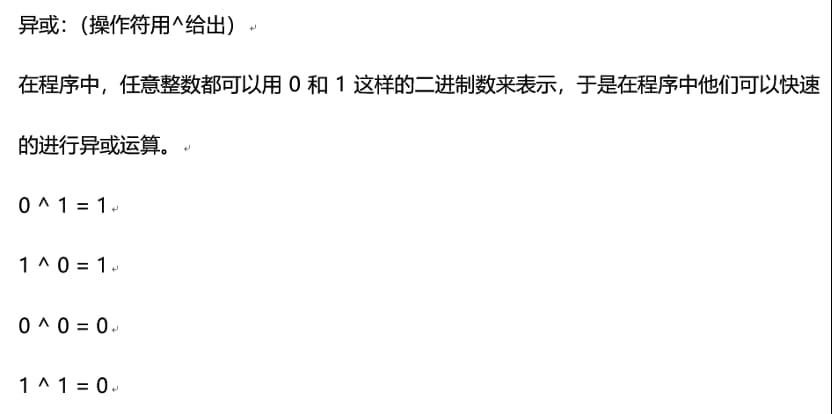 异或：（操作符用^给出）
在程序中，任意整数都可以用 0 和 1 这样的二进制数来表示，于是在程序中他们可以快速
的进行异或运算。
0 ^ 1 = 1
1 ^ 0 = 1
0 ^ 0 = 0
1 ^ 1 = 0